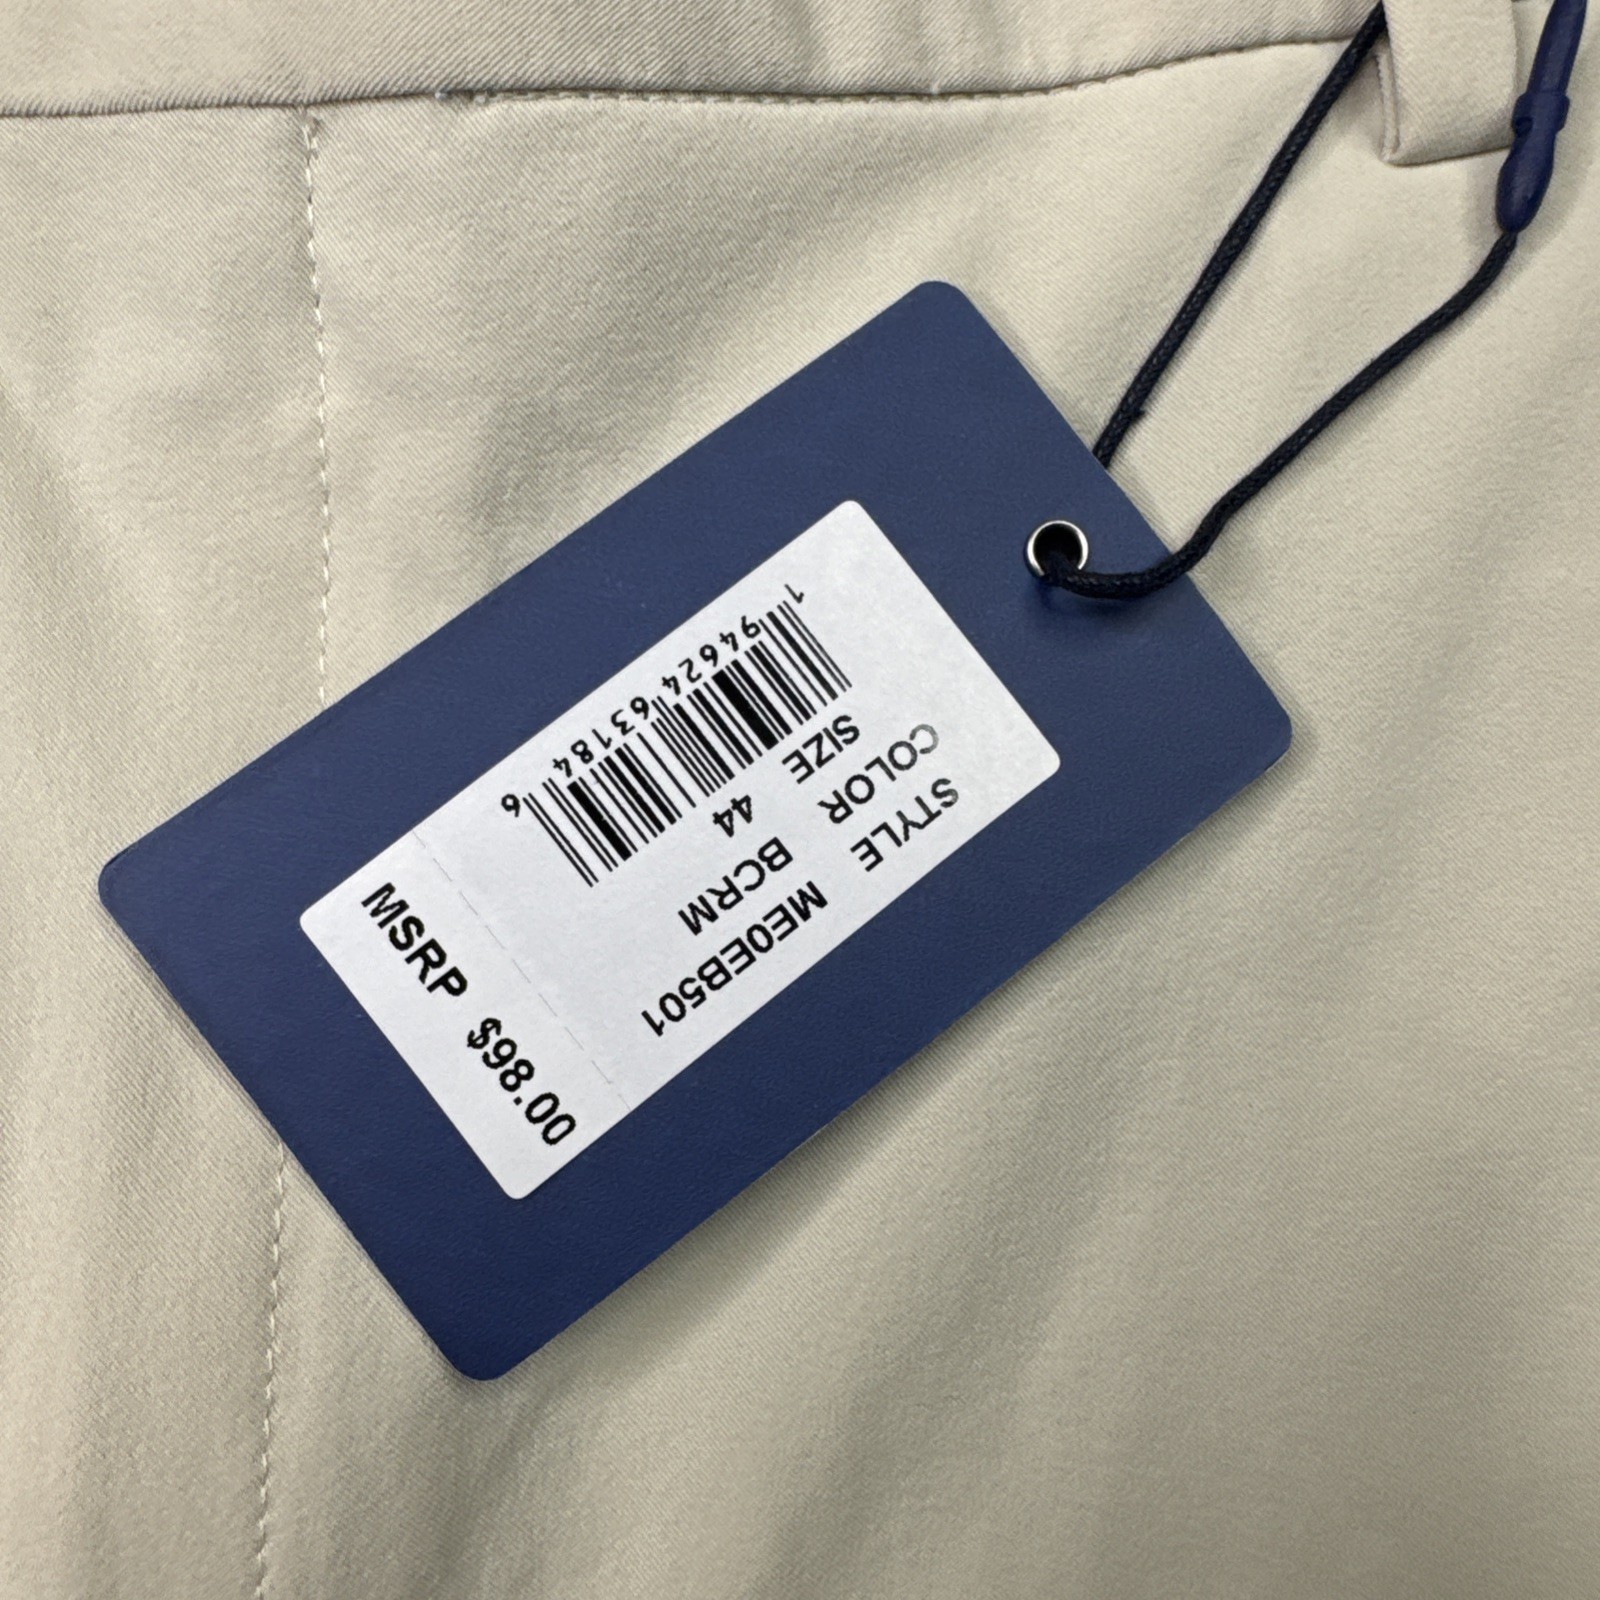 STYLE ME0EB501
COLOR BCRM
SIZE 44
1 94624 63184 6
MSRP $98.00